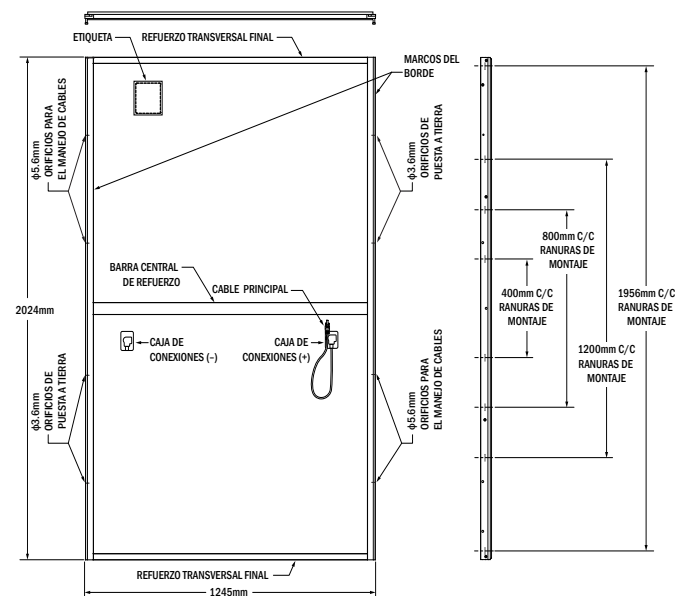 ETIQUETA
REFUERZO TRANSVERSAL FINAL
MARCOS DEL
BORDE
ϕ5.6mm
ORIFICIOS PARA
EL MANEJO DE CABLES
ϕ3.6mm
ORIFICIOS DE
PUESTA A TIERRA
800mm C/C
RANURAS DE
MONTAJE
BARRA CENTRAL
DE REFUERZO
CABLE PRINCIPAL
2024mm
400mm C/C
RANURAS DE
MONTAJE
1956mm C/C
RANURAS DE
MONTAJE
CAJA DE
CONEXIONES (–)
CAJA DE
CONEXIONES (+)
1200mm C/C
RANURAS DE
MONTAJE
ϕ3.6mm
ORIFICIOS DE
PUESTA A TIERRA
ϕ5.6mm
ORIFICIOS PARA
EL MANEJO DE CABLES
REFUERZO TRANSVERSAL FINAL
1245mm